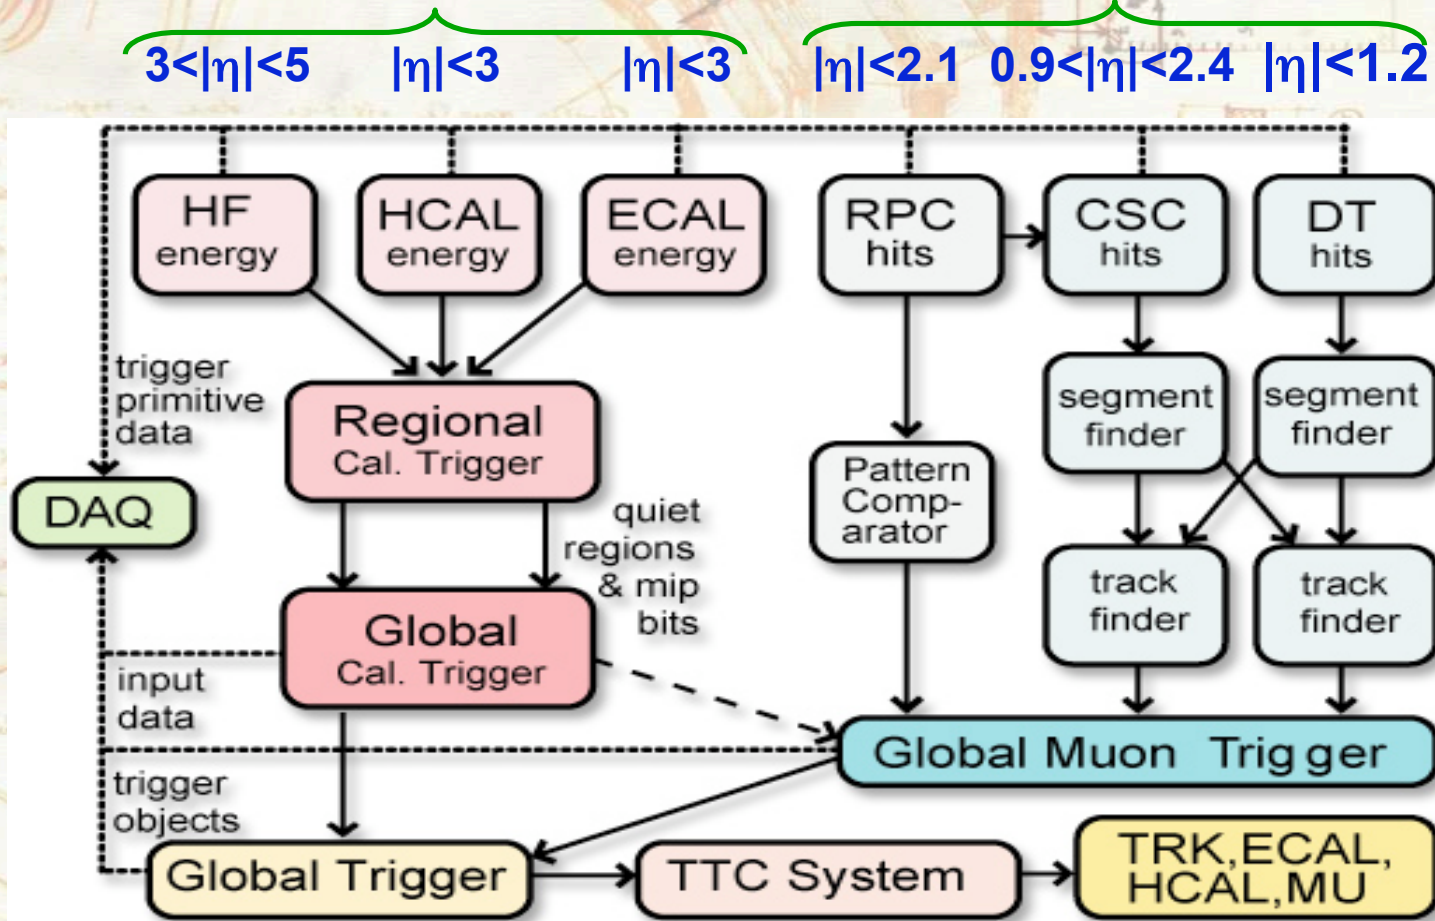 3<|η|<5 |η|<3 |η|<3 |η|<2.1 0.9<|η|<2.4 |η|<1.2
HF
energy
HCAL
energy
ECAL
energy
RPC
hits
CSC
hits
DT
hits
trigger
primitive
data
Regional
Cal. Trigger
segment
finder
segment
finder
Pattern
Comp-
arator
DAQ
quiet
regions
& mip
bits
track
finder
track
finder
Global
Cal. Trigger
input
data
Global Muon Trig ger
trigger
objects
Global Trigger
TTC System
TRK,ECAL,
HCAL,MU